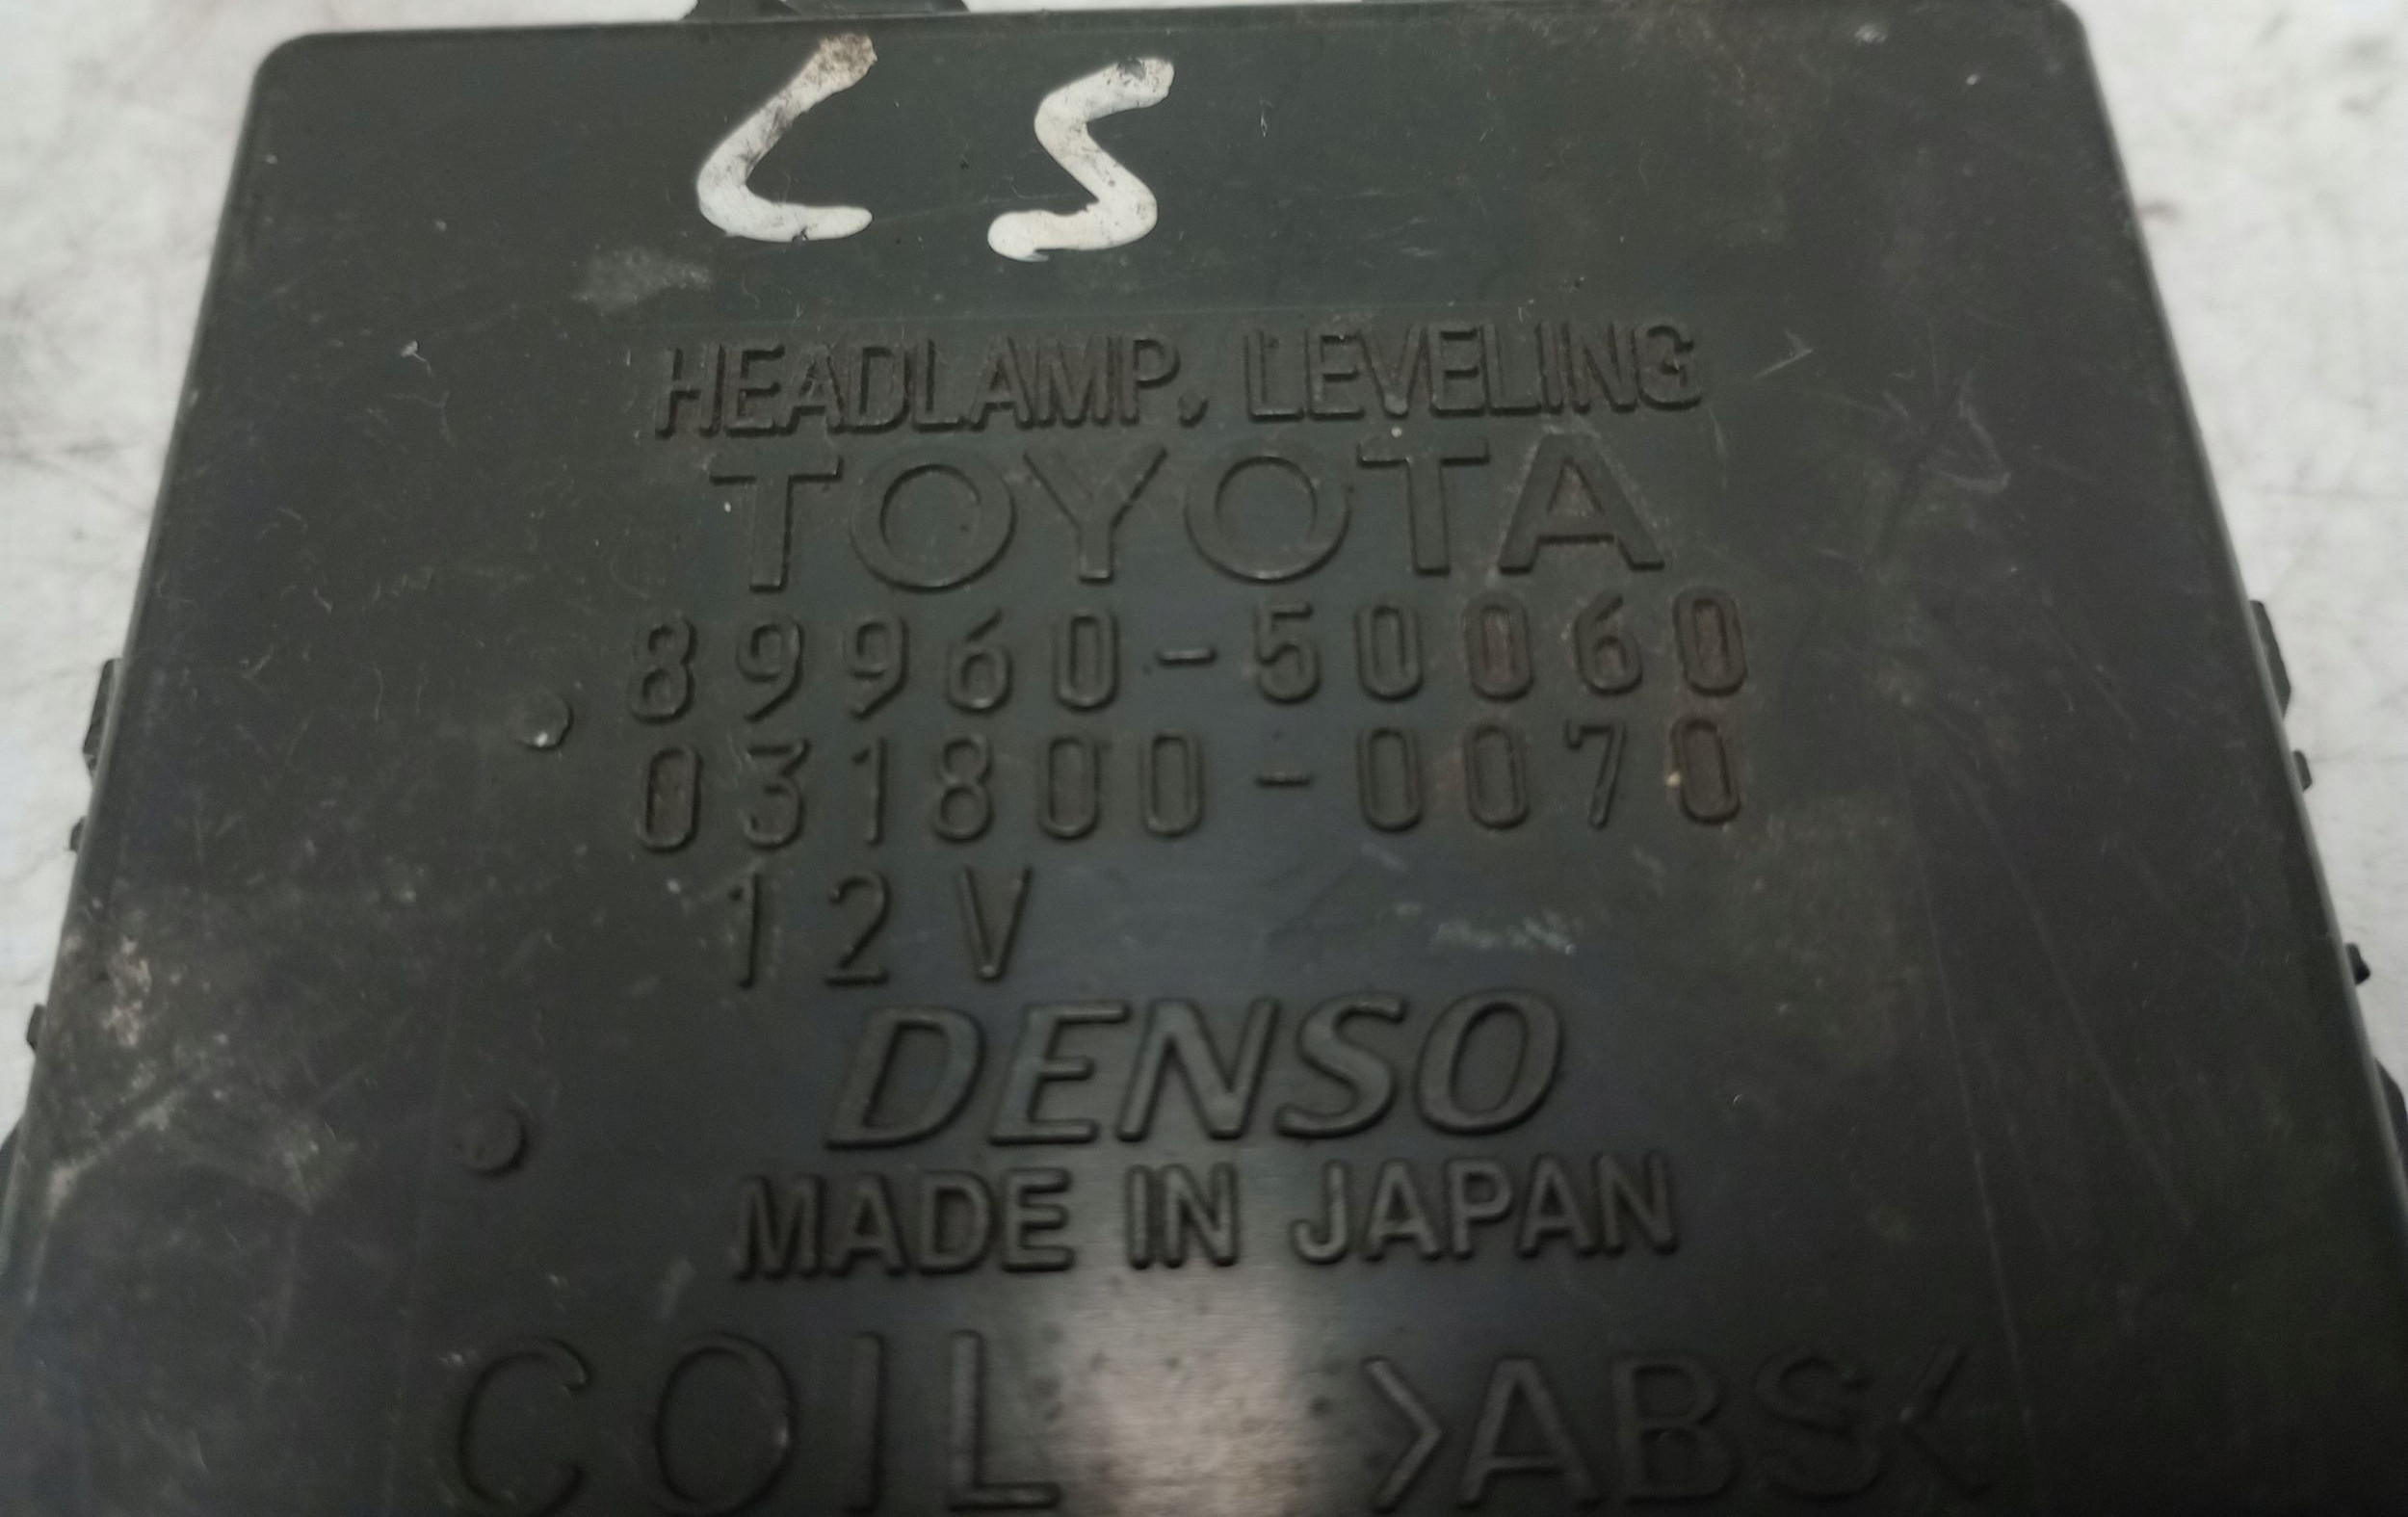 LS
HEADLAMP, LEVELING
TOYOTA
89960-50060
031800-0070
12V
DENSO
MADE IN JAPAN
COIL >ABS<